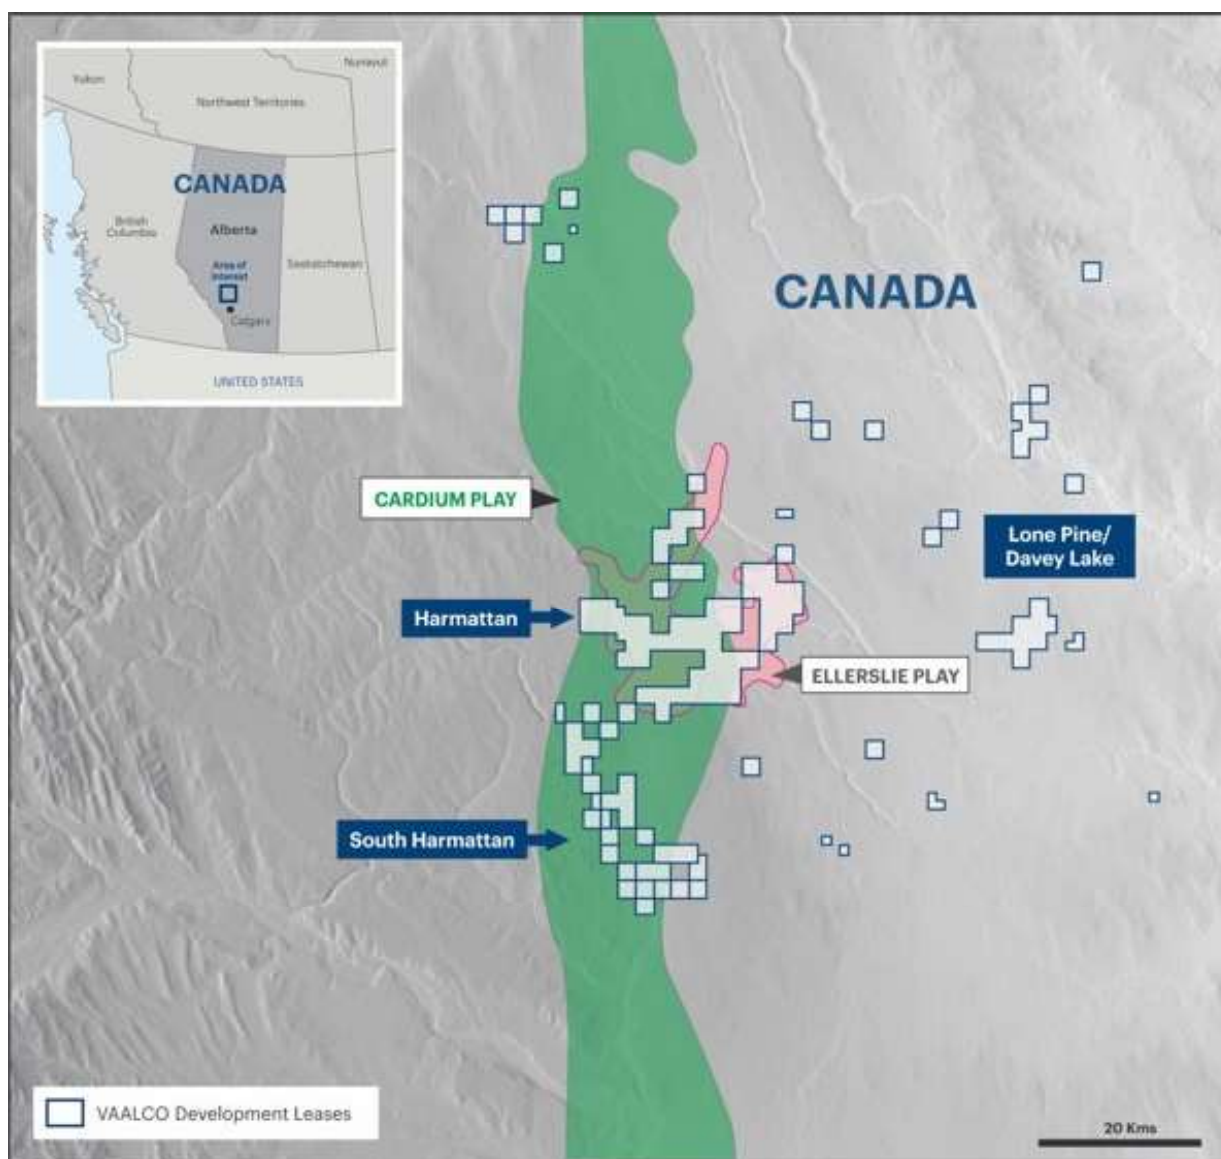 Nunavut
Yukon
Northwest Territories
CANADA
British
Columbia
Alberta
Saskatchewan
Area of
Interest
Calgary
UNITED STATES
CANADA
CARDIUM PLAY
Lone Pine/
Davey Lake
Harmattan
ELLERSLIE PLAY
South Harmattan
VAALCO Development Leases
20 Kms